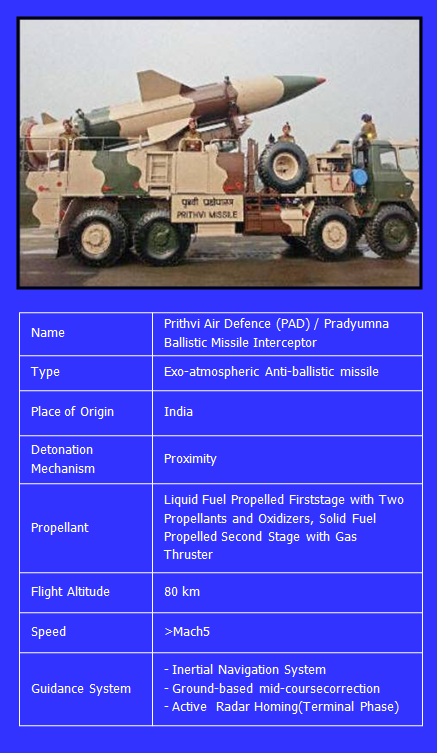 पृथ्वी प्रक्षेपास्त्र
PRITHVI MISSILE
Name
Prithvi Air Defence (PAD) / Pradyumna
Ballistic Missile Interceptor
Type
Exo-atmospheric Anti-ballistic missile
Place of Origin
India
Detonation
Mechanism
Proximity
Propellant
Liquid Fuel Propelled Firststage with Two
Propellants and Oxidizers, Solid Fuel
Propelled Second Stage with Gas
Thruster
Flight Altitude
80 km
Speed
>Mach5
Guidance System
- Inertial Navigation System
- Ground-based mid-coursecorrection
- Active Radar Homing(Terminal Phase)